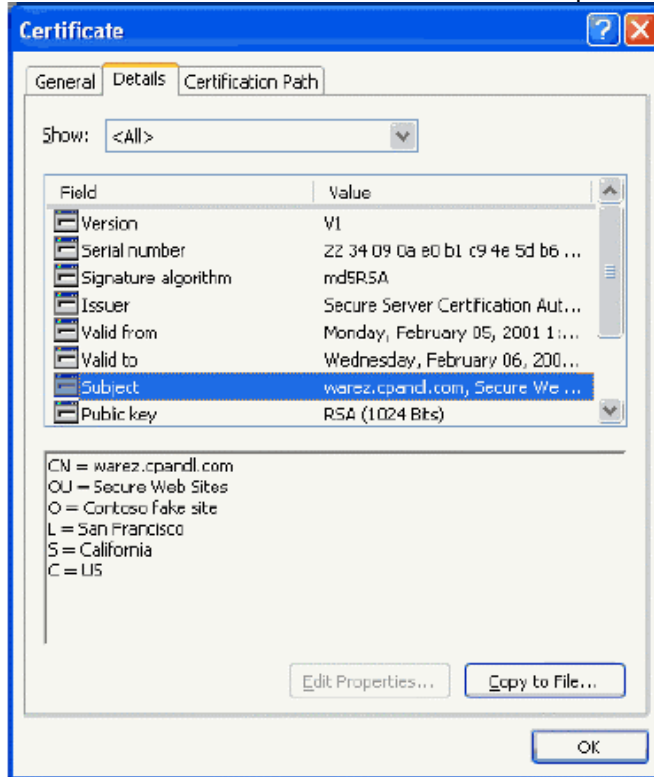 Certificate
General Details Certification Path
Show: <All>
Field Value
Version V1
Serial number 22 34 09 0a e0 b1 c9 4e 5d b6 ...
Signature algorithm md5RSA
Issuer Secure Server Certification Aut...
Valid from Monday, February 05, 2001 1:...
Valid to Wednesday, February 06, 200...
Subject warez.cpandl.com, Secure We ...
Public key RSA (1024 Bits)
CN = warez.cpandl.com
OU = Secure Web Sites
O = Contoso fake site
L = San Francisco
S = California
C = US
Edit Properties... Copy to File...
OK